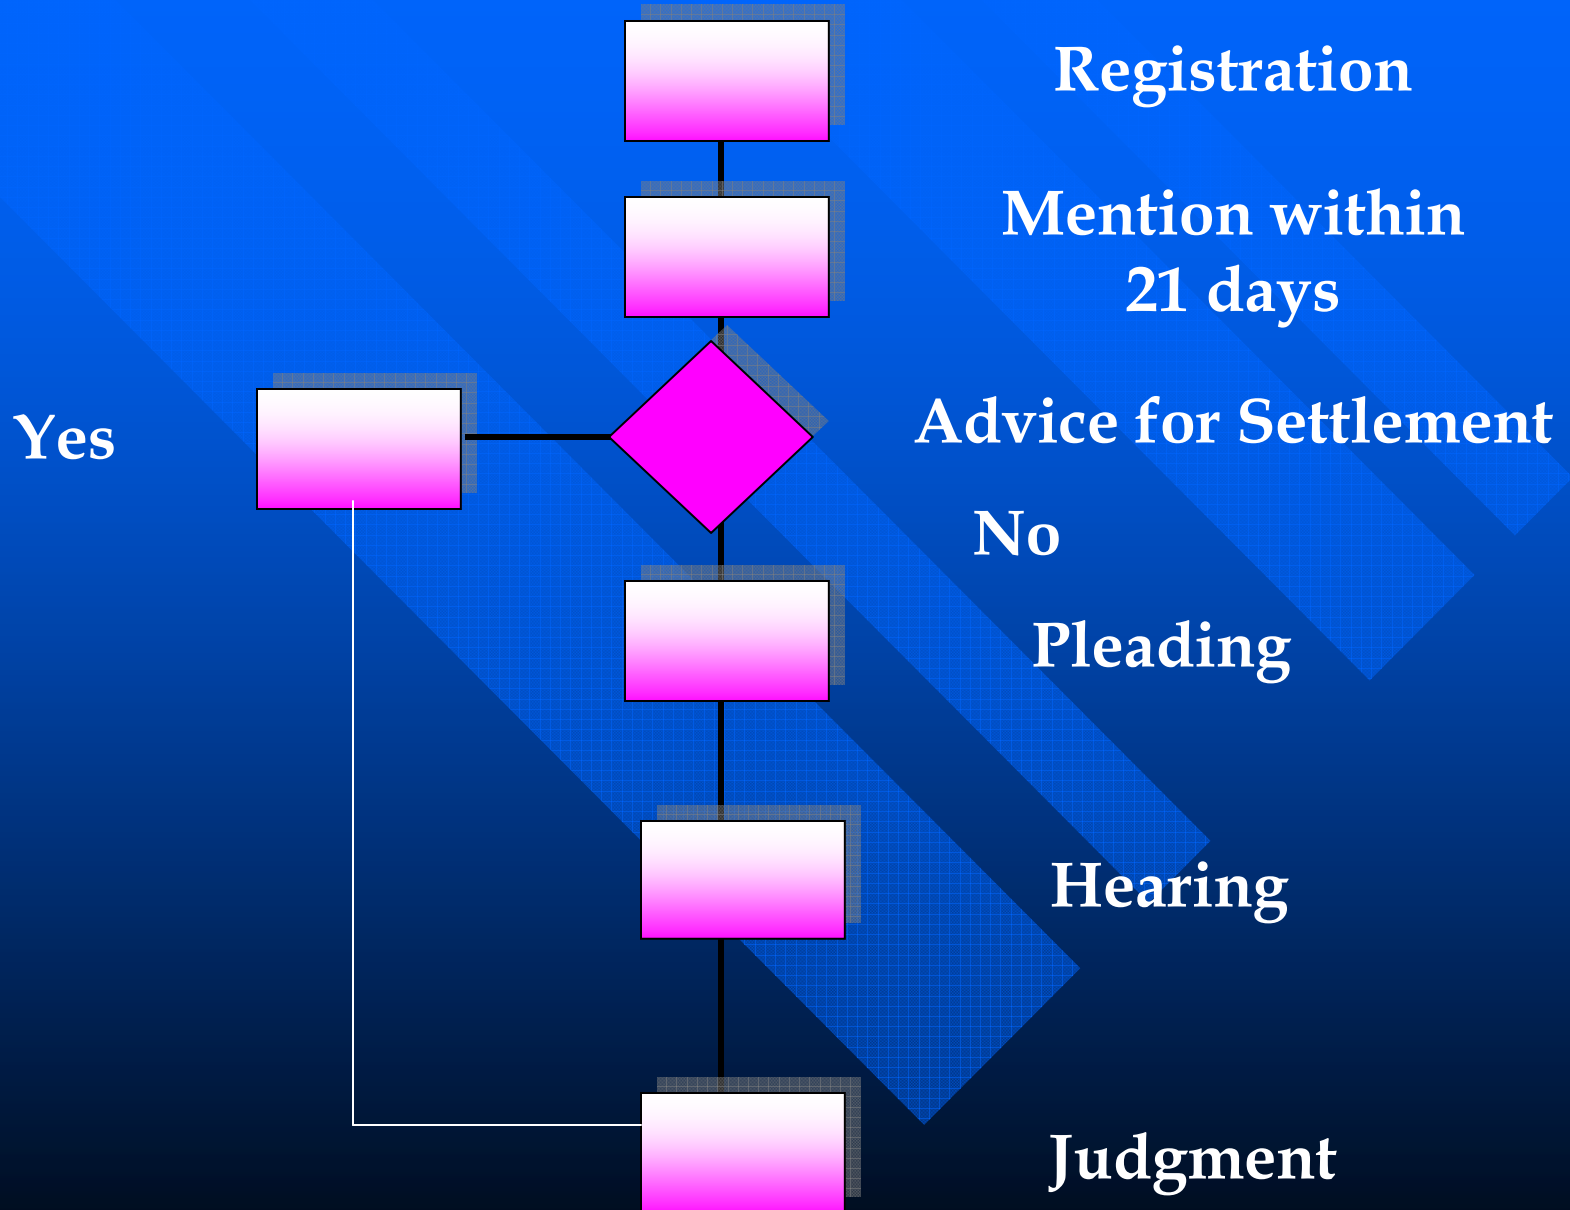 Registration
Mention within
21 days
Advice for Settlement
Yes
No
Pleading
Hearing
Judgment